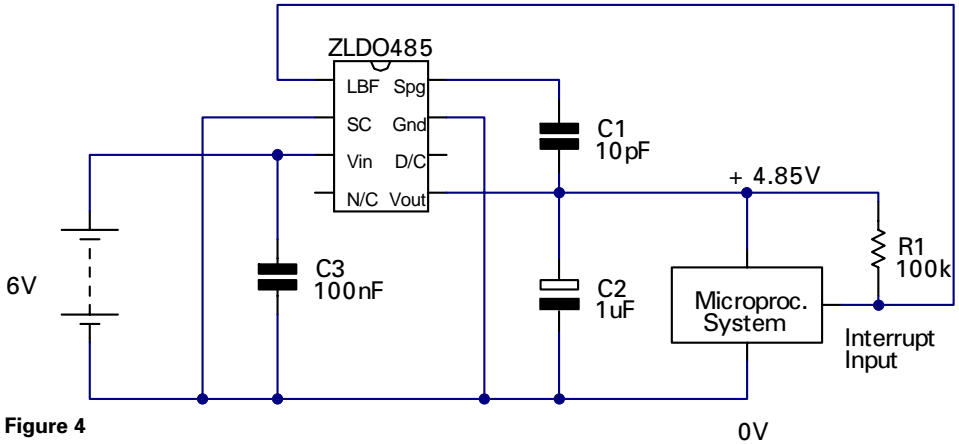 ZLDO485
LBF Spg
SC Gnd
Vin D/C
N/C Vout
C1
10pF
+ 4.85V
6V
C3
100nF
C2
1uF
R1
100k
Microproc.
System
Interrupt
Input
Figure 4
0V